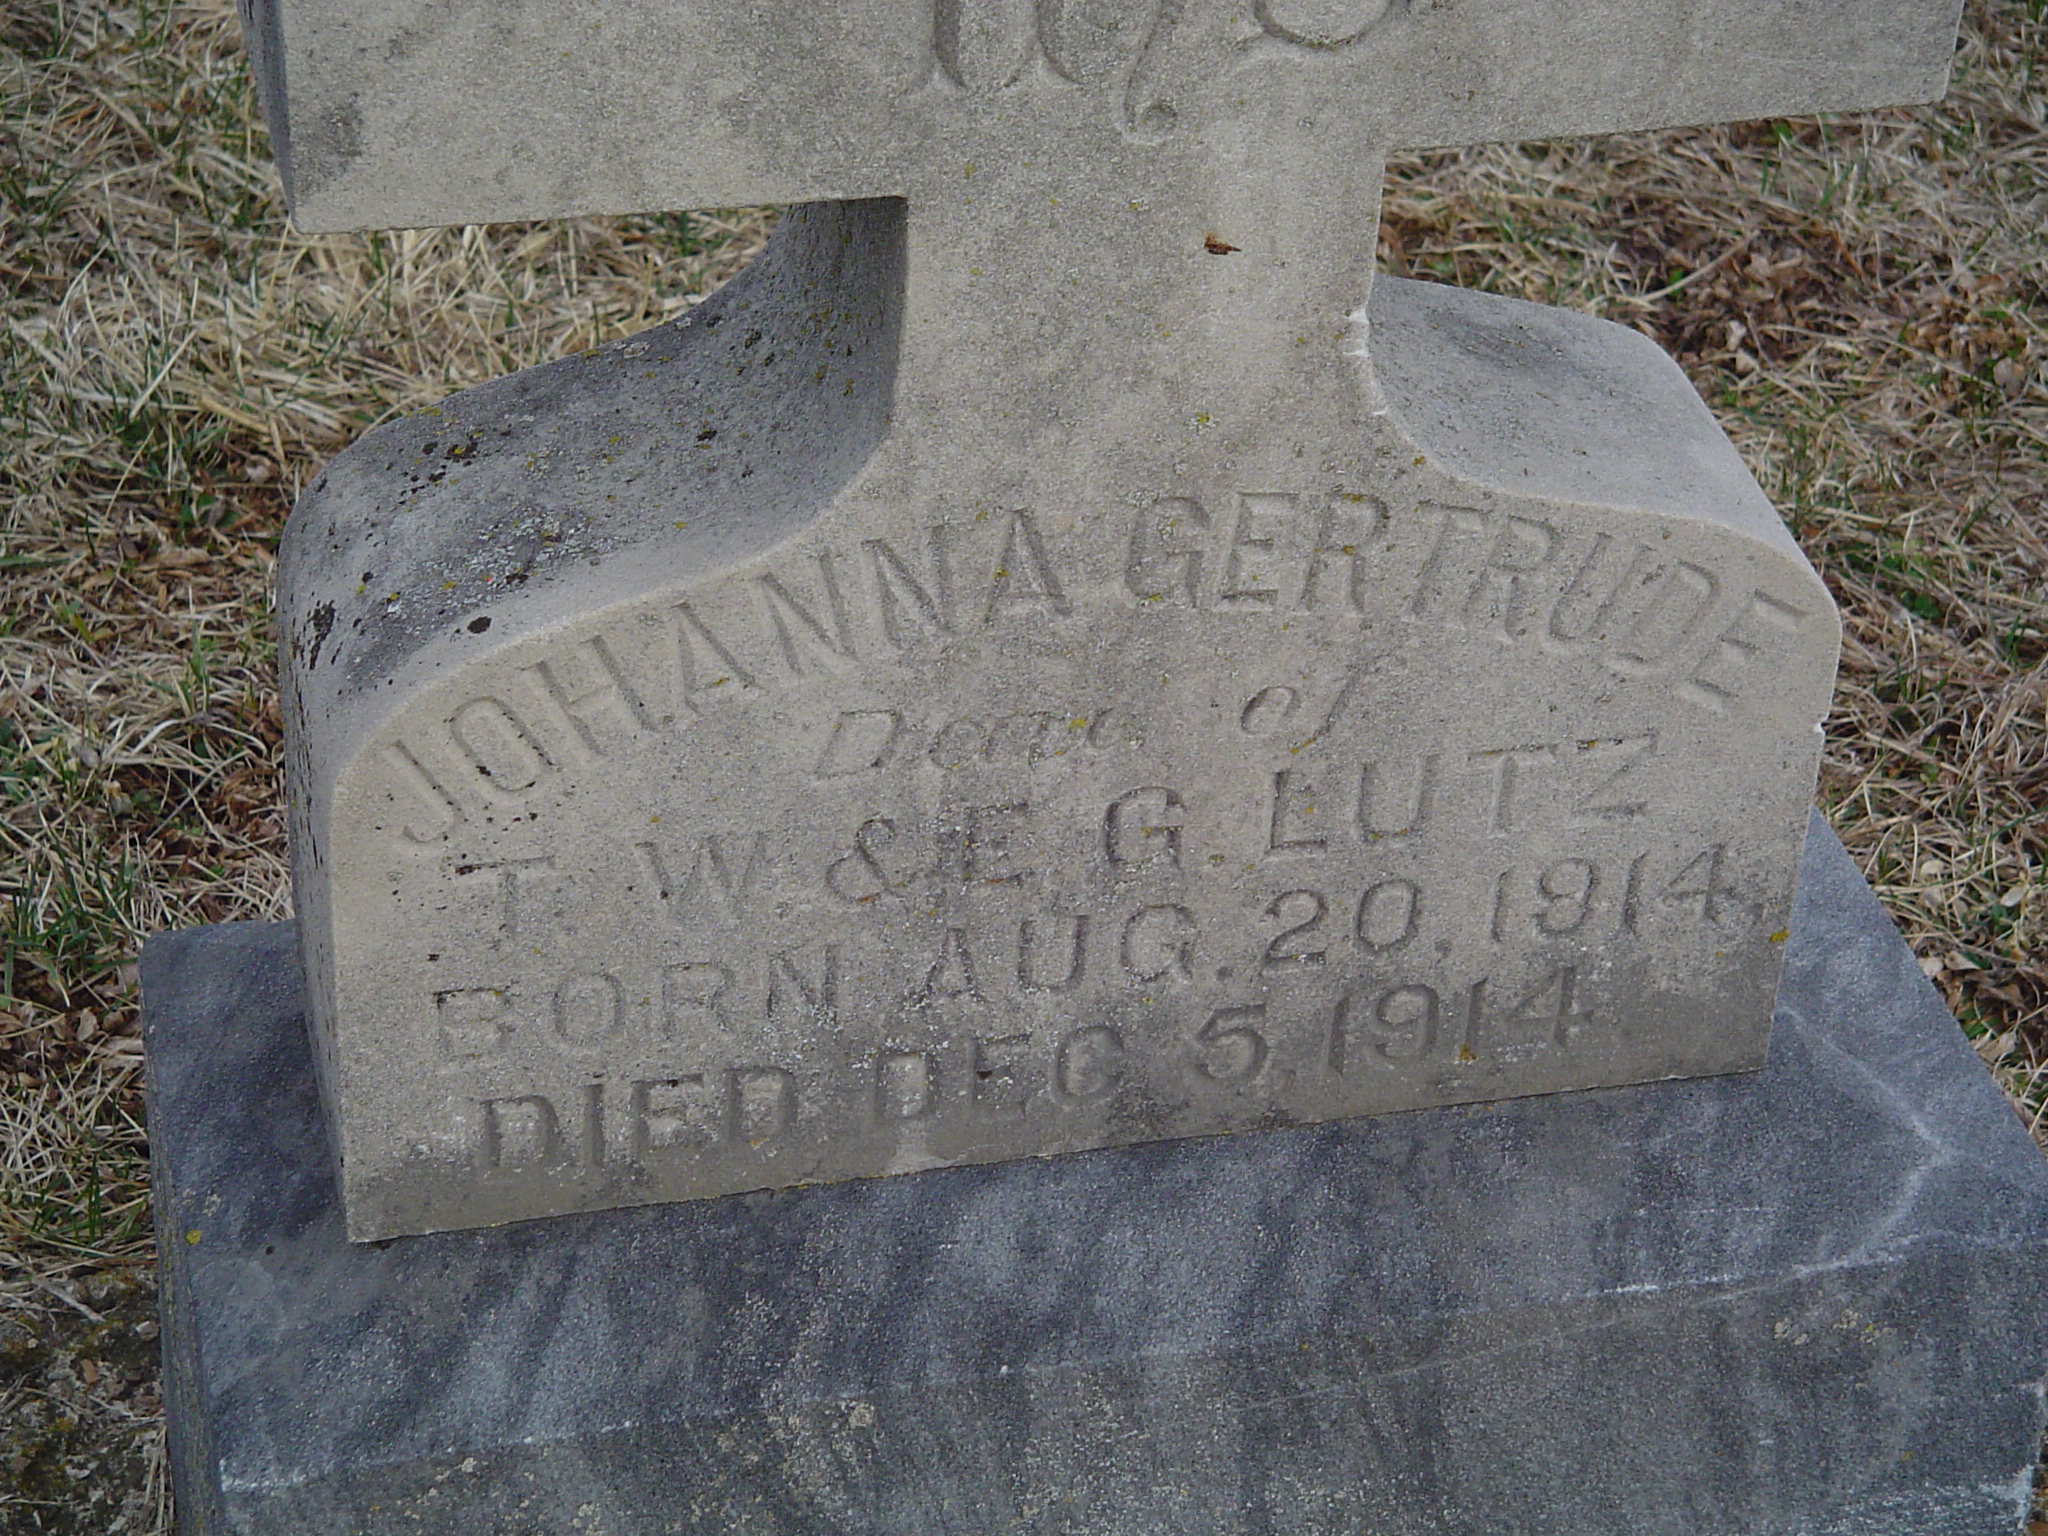 JOHANNA GERTRUDE
Dau. of
T. W. & E. G. LUTZ
BORN AUG. 20, 1914.
DIED DEC. 5, 1914.